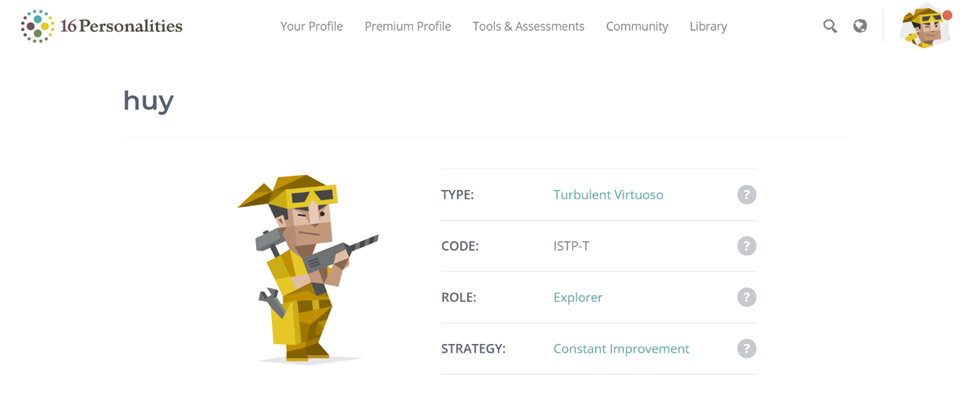 16Personalities Your Profile Premium Profile Tools & Assessments Community Library
huy
TYPE: Turbulent Virtuoso ?
CODE: ISTP-T ?
ROLE: Explorer ?
STRATEGY: Constant Improvement ?